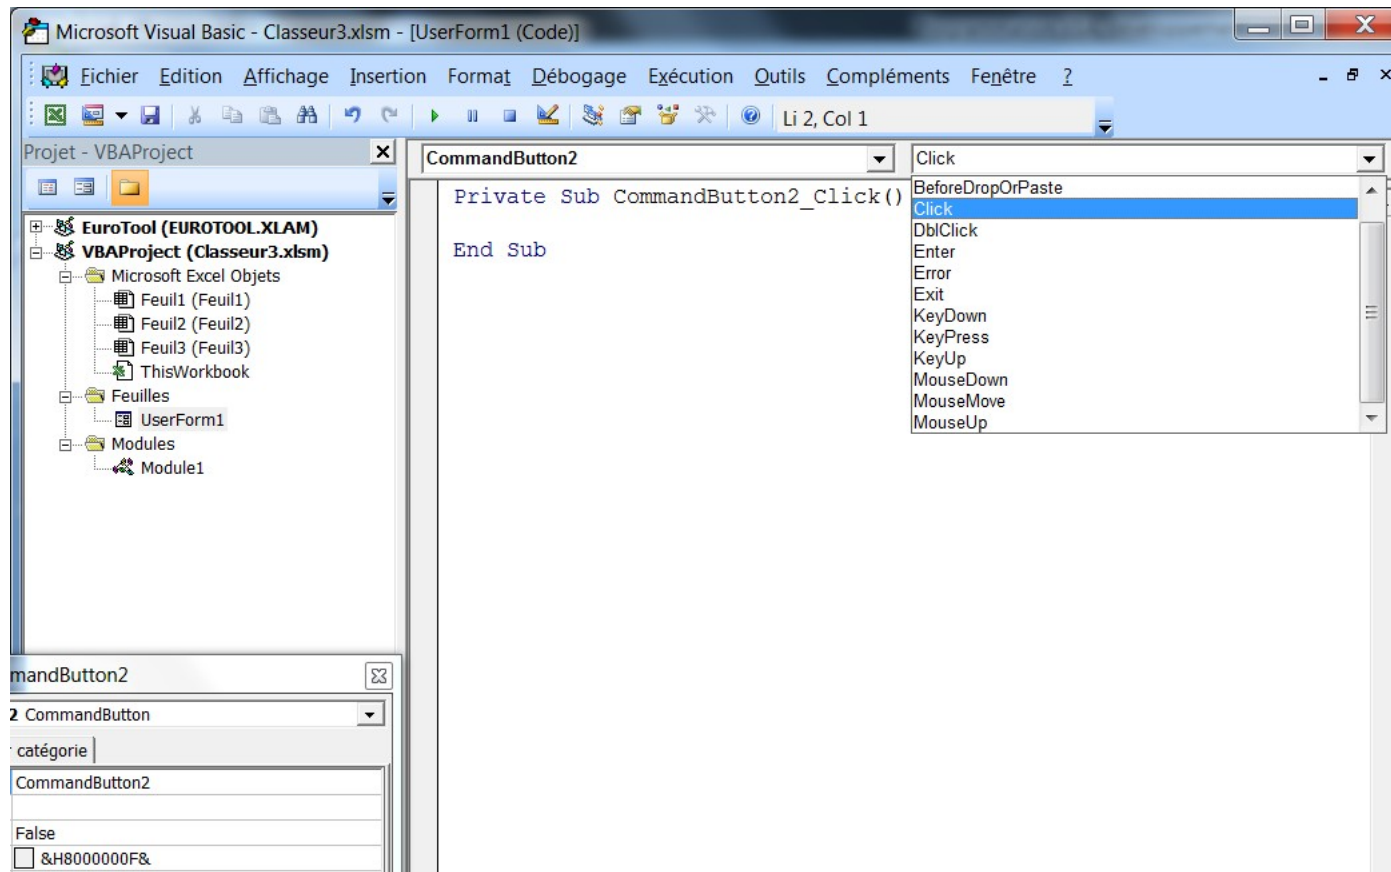 Microsoft Visual Basic - Classeur3.xlsm - [UserForm1 (Code)]
Fichier Edition Affichage Insertion Format Débogage Exécution Outils Compléments Fenêtre ?
Li 2, Col 1
Projet - VBAProject
EuroTool (EUROTOOL.XLAM)
VBAProject (Classeur3.xlsm)
Microsoft Excel Objets
Feuil1 (Feuil1)
Feuil2 (Feuil2)
Feuil3 (Feuil3)
ThisWorkbook
Feuilles
UserForm1
Modules
Module1
mandButton2
2 CommandButton
catégorie
CommandButton2
False
&H8000000F&
CommandButton2
Click
Private Sub CommandButton2_Click()
End Sub
BeforeDropOrPaste
Click
DblClick
Enter
Error
Exit
KeyDown
KeyPress
KeyUp
MouseDown
MouseMove
MouseUp